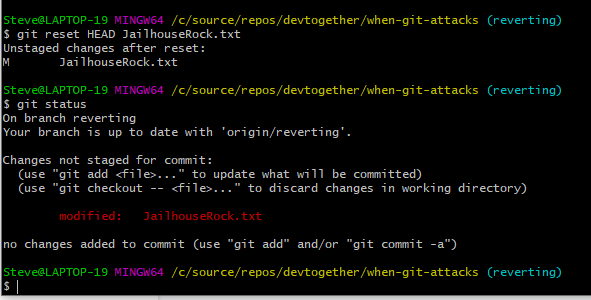 Steve@LAPTOP-19 MINGW64 /c/source/repos/devtogether/when-git-attacks (reverting)
$ git reset HEAD JailhouseRock.txt
Unstaged changes after reset:
M       JailhouseRock.txt
Steve@LAPTOP-19 MINGW64 /c/source/repos/devtogether/when-git-attacks (reverting)
$ git status
On branch reverting
Your branch is up to date with 'origin/reverting'.
Changes not staged for commit:
  (use "git add <file>..." to update what will be committed)
  (use "git checkout -- <file>..." to discard changes in working directory)
        modified:   JailhouseRock.txt
no changes added to commit (use "git add" and/or "git commit -a")
Steve@LAPTOP-19 MINGW64 /c/source/repos/devtogether/when-git-attacks (reverting)
$